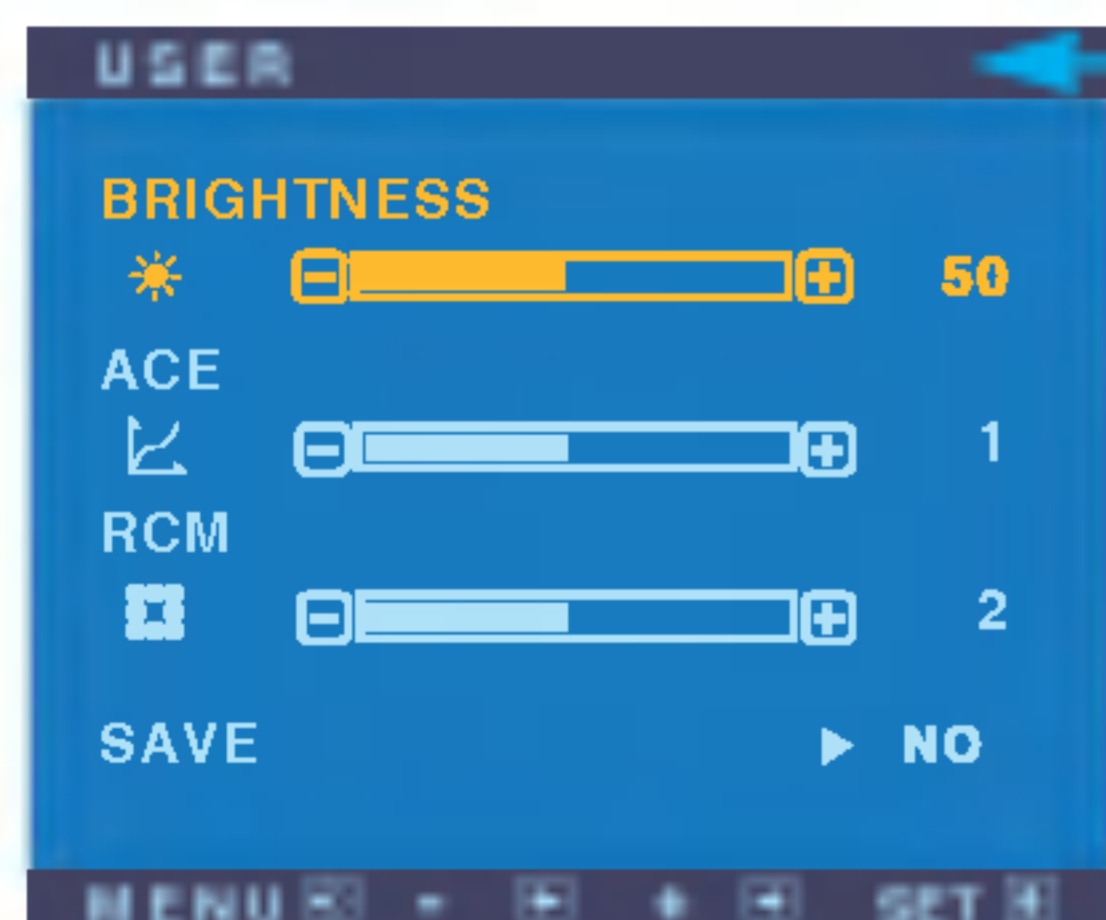 USER
BRIGHTNESS
50
ACE
1
RCM
2
SAVE NO
MENU - + SET